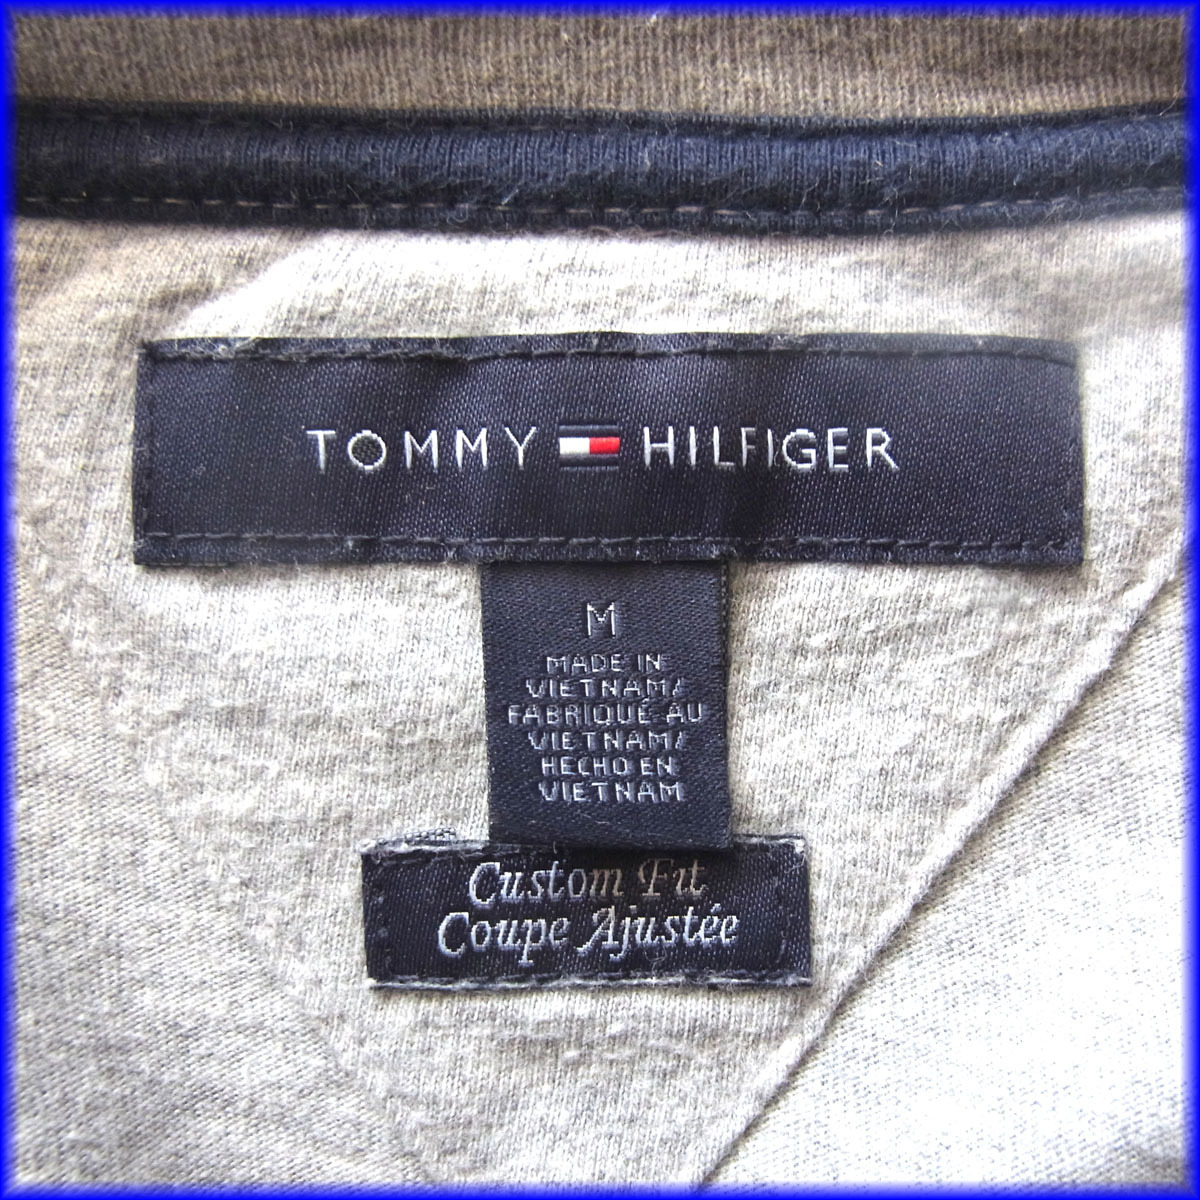 TOMMY HILFIGER
M
MADE IN
VIETNAM/
FABRIQUÉ AU
VIETNAM/
HECHO EN
VIETNAM
Custom Fit
Coupe Ajustée